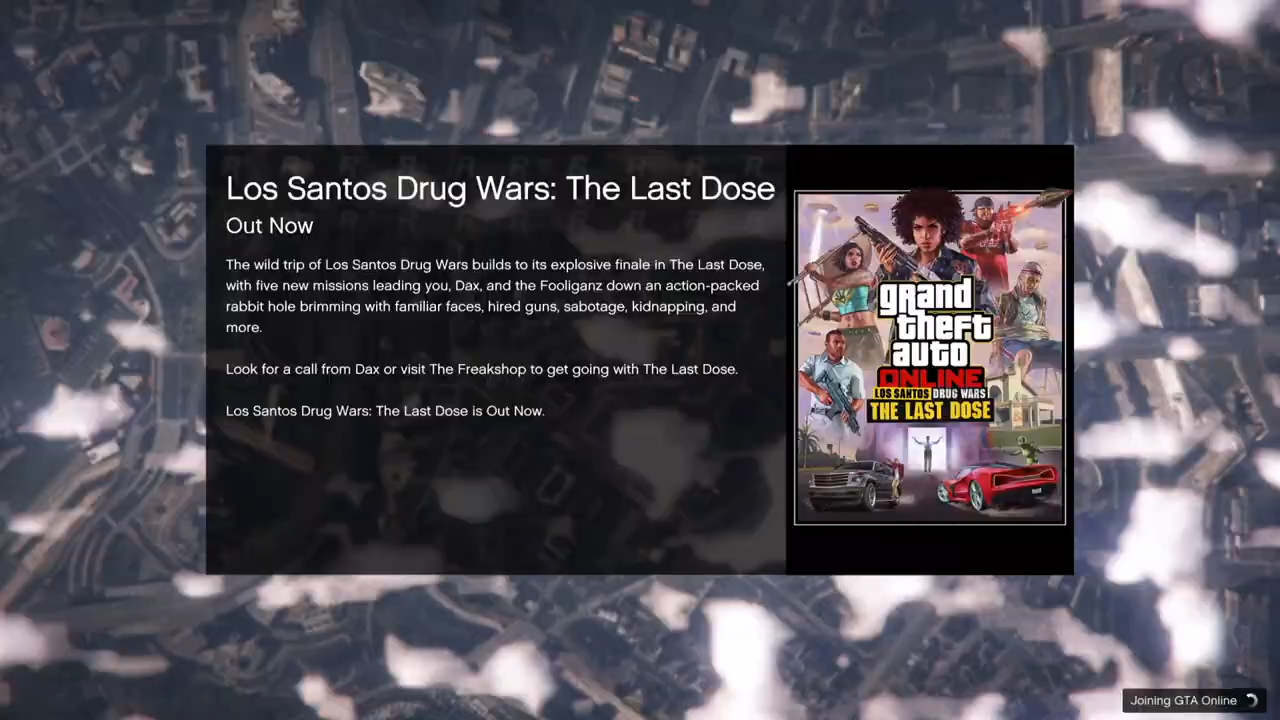 Los Santos Drug Wars: The Last Dose
Out Now
The wild trip of Los Santos Drug Wars builds to its explosive finale in The Last Dose,
with five new missions leading you, Dax, and the Fooliganz down an action-packed
rabbit hole brimming with familiar faces, hired guns, sabotage, kidnapping, and
more.
Look for a call from Dax or visit The Freakshop to get going with The Last Dose.
Los Santos Drug Wars: The Last Dose is Out Now.
grand
theft
auto
ONLINE
LOS SANTOS DRUG WARS
THE LAST DOSE
Joining GTA Online